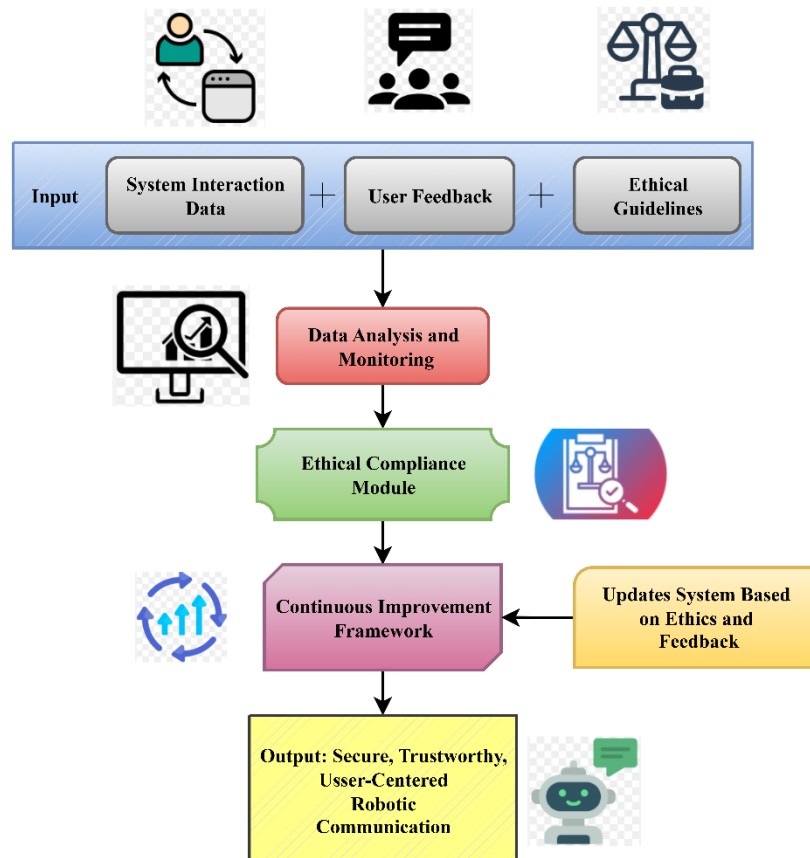 Input
System Interaction
Data
+
User Feedback
+
Ethical
Guidelines
Data Analysis and
Monitoring
Ethical Compliance
Module
Continuous Improvement
Framework
Updates System Based
on Ethics and
Feedback
Output: Secure, Trustworthy,
Usser-Centered
Robotic
Communication